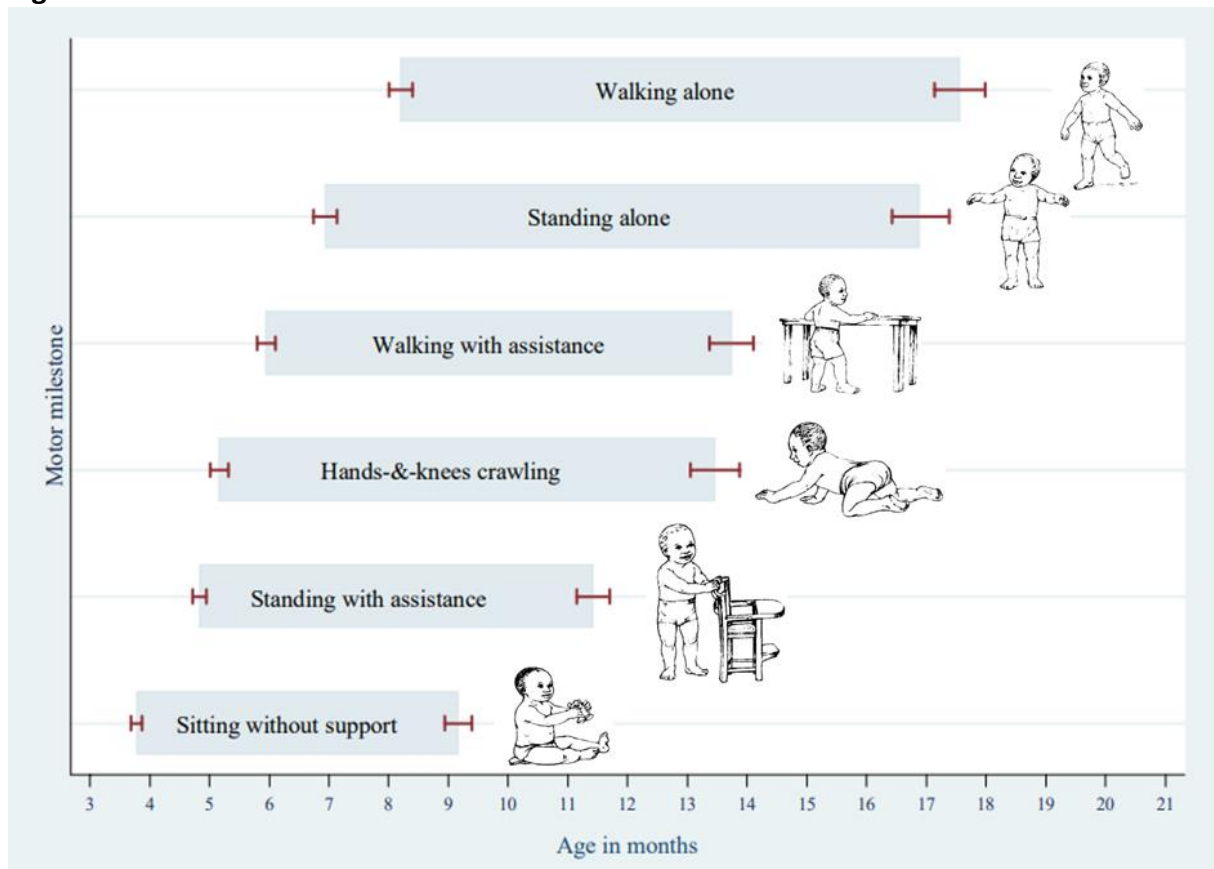 Walking alone
Standing alone
Walking with assistance
Hands-&-knees crawling
Standing with assistance
Sitting without support
Motor milestone
3 4 5 6 7 8 9 10 11 12 13 14 15 16 17 18 19 20 21
Age in months